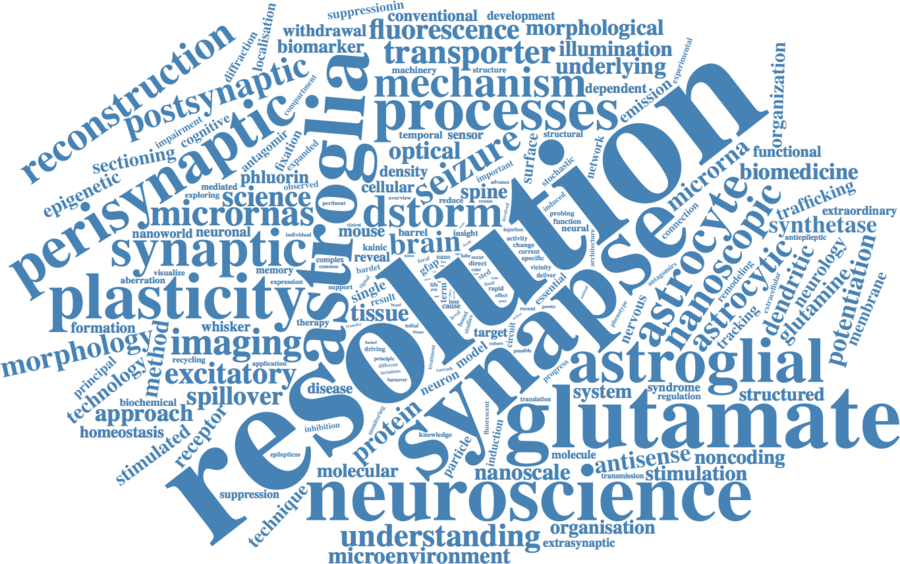 suppressionin
conventional
development
withdrawal
fluorescence
morphological
biomarker
transporter
illumination
localisation
diffraction
reconstruction
postsynaptic
machinery
structure
mechanism
underlying
experimental
compartment
dependent
emission
processes
organization
impairment
cognitive
antagomir
fixation
expanded
perisynaptic
astroglia
temporal
sensor
structural
optical
seizure
surface
network
stochastic
sectioning
epigenetic
phluorin
density
cellular
important
functional
biomedicine
microrna
mediated
exploring
observed
science
overview
reduce
advance
spine
resolution
induced
trafficking
micrornas
pertinent
dstorm
probing
function
neural
connection
extraordinary
synthetase
nanoworld
neuronal
individual
clinical
mouse
barrel
insight
injection
activity
change
current
specific
architecture
antiepileptic
synaptic
complex
common
kainic
reveal
brain
astrocyte
nanoscopic
astrocytic
dendritic
neurology
glutamine
potentiation
membrane
visualize
aberration
memory
expression
support
bardet
gfap
nano
occur
direct
vicinity
deliver
essential
antagomirs
remodeling
extracellular
tracking
plasticity
single
result
term
cause
rapid
effect
synapse
nervous
phenotype
formation
whisker
therapy
tissue
target
circuit
morphology
imaging
driving
model
possible
principal
technology
method
recycling
application
principle
different
turnover
treatment
neuron
progress
astroglial
excitatory
disease
biochemical
spillover
protein
translation
system
syndrome
regulation
structured
approach
homeostasis
receptor
stimulated
inhibition
monitoring
knowledge
fluorescent
induction
particle
glutamate
epilepticus
molecule
antisense
noncoding
suppression
technique
molecular
nanoscale
transmission
stimulation
neuroscience
understanding
organisation
extrasynaptic
microenvironment